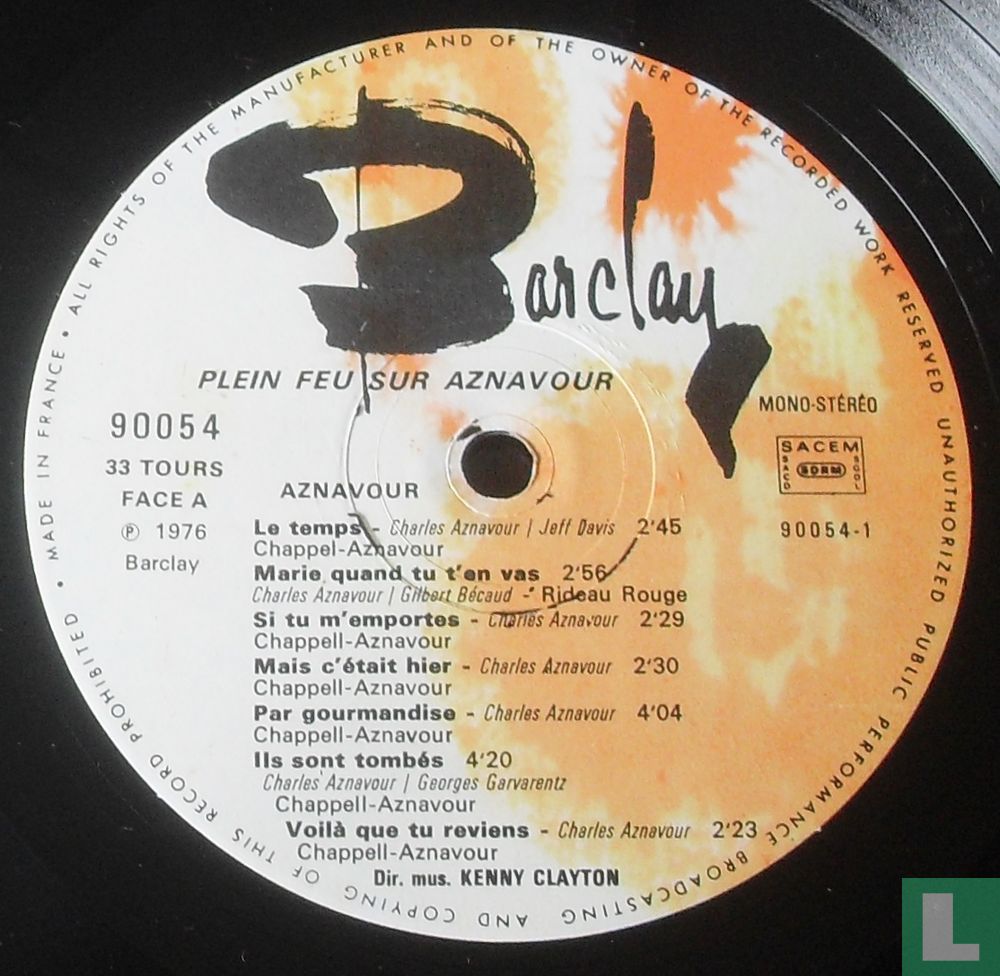 MADE IN FRANCE • ALL RIGHTS OF THE MANUFACTURER AND OF THE OWNER OF THE RECORDED WORK RESERVED UNAUTHORIZED PUBLIC PERFORMANCE BROADCASTING AND COPYING OF THIS RECORD PROHIBITED •
Barclay
PLEIN FEU SUR AZNAVOUR
90054
33 TOURS
FACE A
℗ 1976
Barclay
MONO-STÉRÉO
SACEM
SACD SDRM SGDL
90054-1
AZNAVOUR
Le temps - Charles Aznavour / Jeff Davis 2'45
Chappel-Aznavour
Marie quand tu t'en vas 2'56
Charles Aznavour / Gilbert Bécaud - Rideau Rouge
Si tu m'emportes - Charles Aznavour 2'29
Chappell-Aznavour
Mais c'était hier - Charles Aznavour 2'30
Chappell-Aznavour
Par gourmandise - Charles Aznavour 4'04
Chappell-Aznavour
Ils sont tombés 4'20
Charles Aznavour / Georges Garvarentz
Chappell-Aznavour
Voilà que tu reviens - Charles Aznavour 2'23
Chappell-Aznavour
Dir. mus. KENNY CLAYTON
L